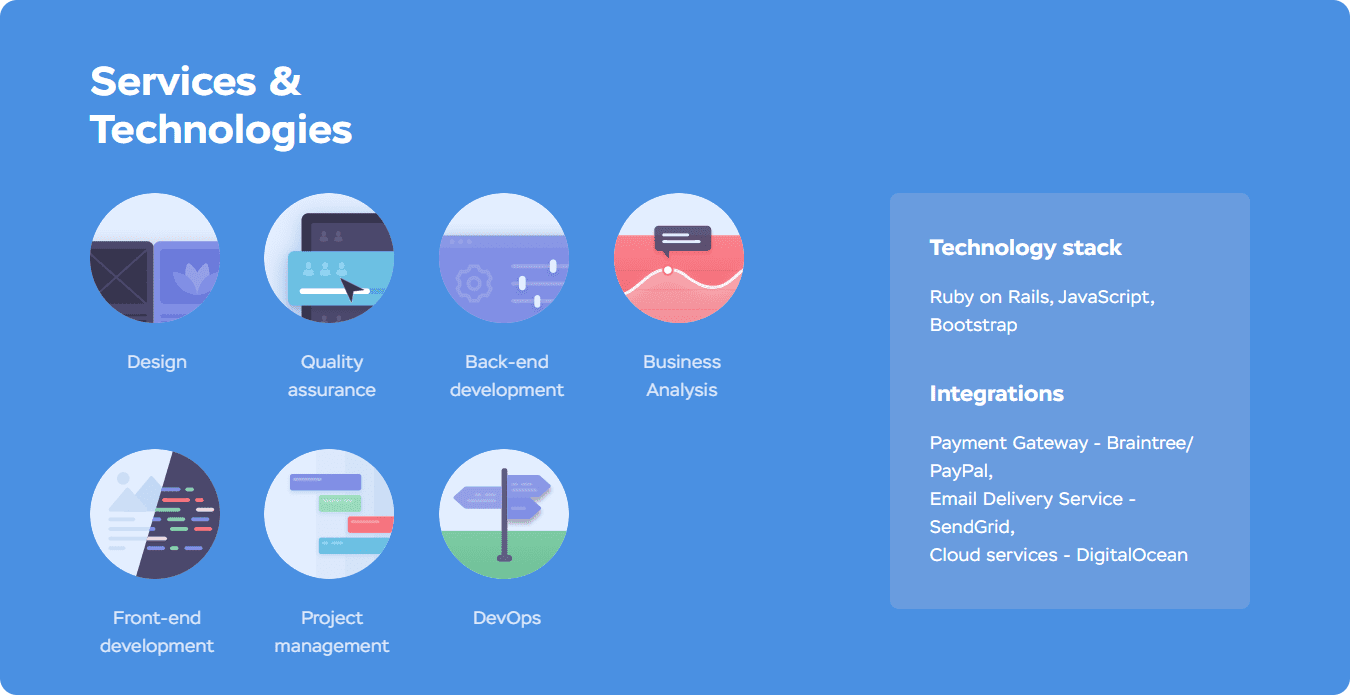 Services &
Technologies
Design
Quality
assurance
Back-end
development
Business
Analysis
Front-end
development
Project
management
DevOps
Technology stack
Ruby on Rails, JavaScript,
Bootstrap
Integrations
Payment Gateway - Braintree/
PayPal,
Email Delivery Service -
SendGrid,
Cloud services - DigitalOcean